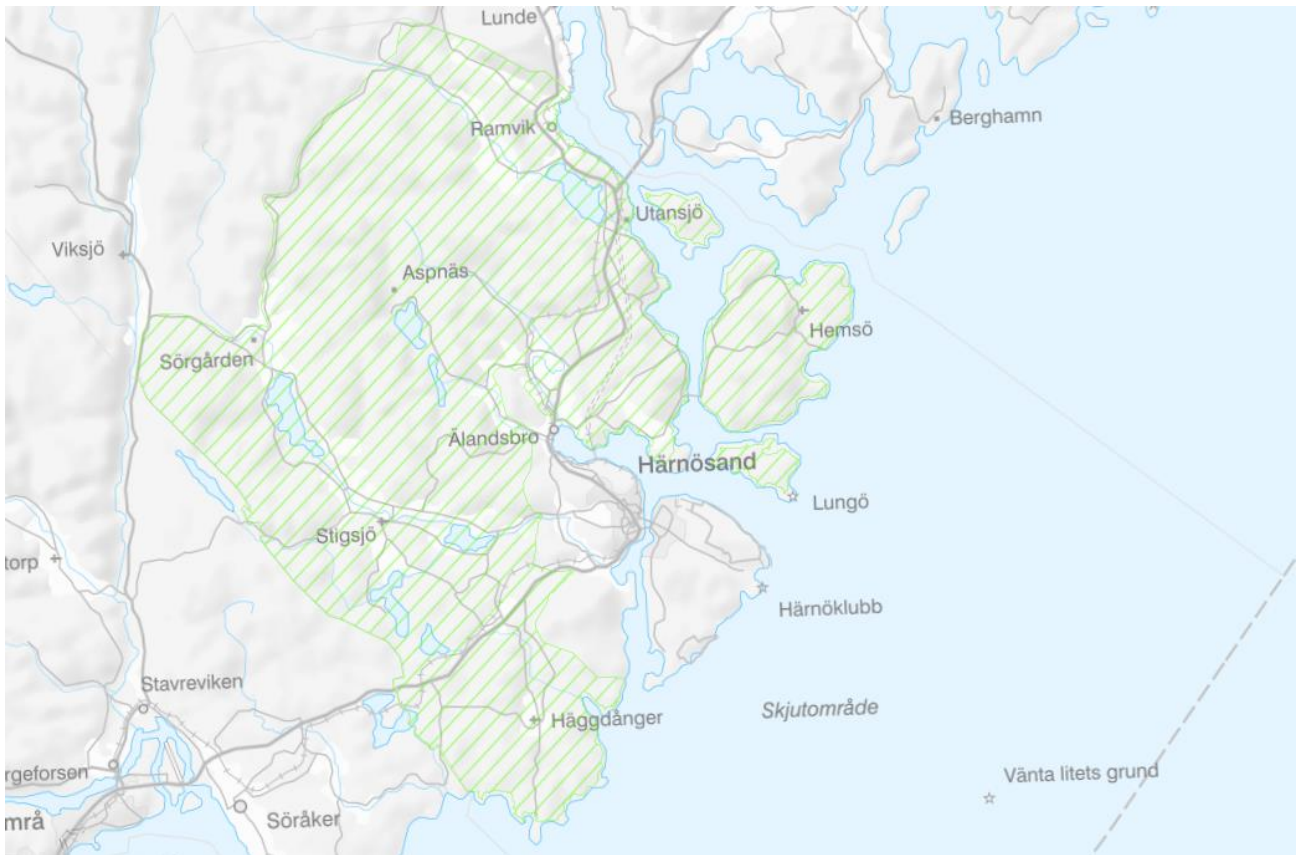 Lunde
Berghamn
Ramvik
Utansjö
Viksjö
Aspnäs
Hemsö
Sörgården
Älandsbro
Härnösand
Lungö
Stigsjö
torp
Härnöklubb
Stavreviken
Skjutområde
Häggdånger
rgeforsen
Vänta litets grund
Söråker
mrå